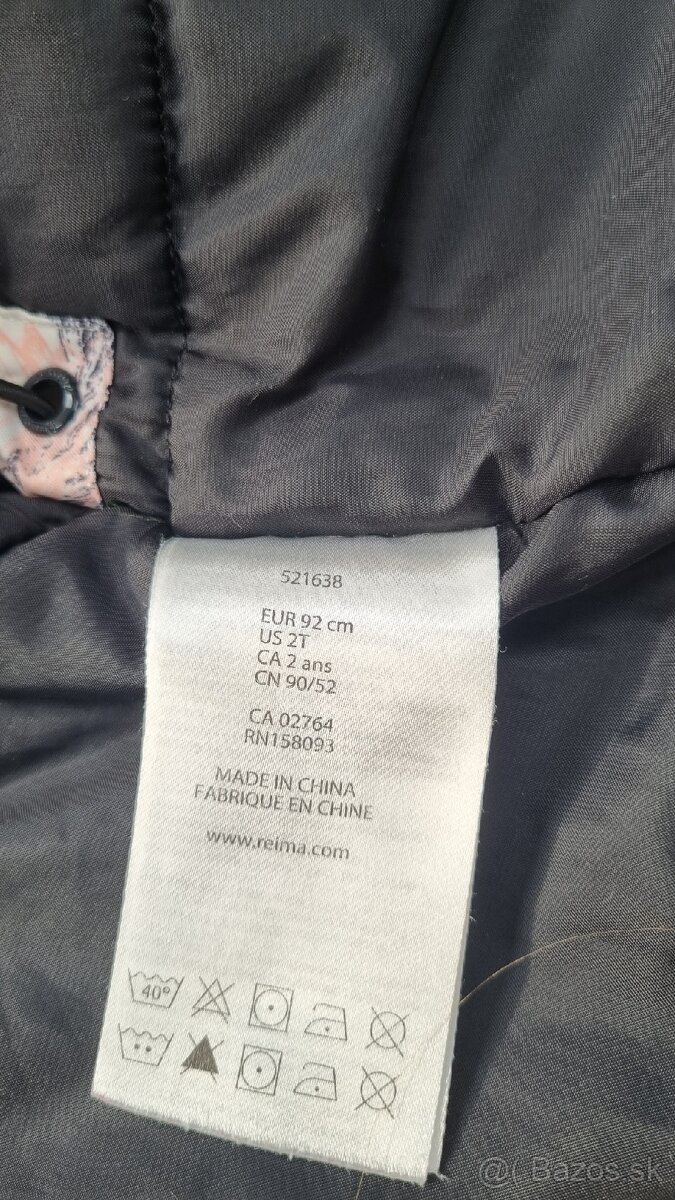 521638
EUR 92 cm
US 2T
CA 2 ans
CN 90/52
CA 02764
RN158093
MADE IN CHINA
FABRIQUE EN CHINE
www.reima.com
40°
@( Bazos.sk